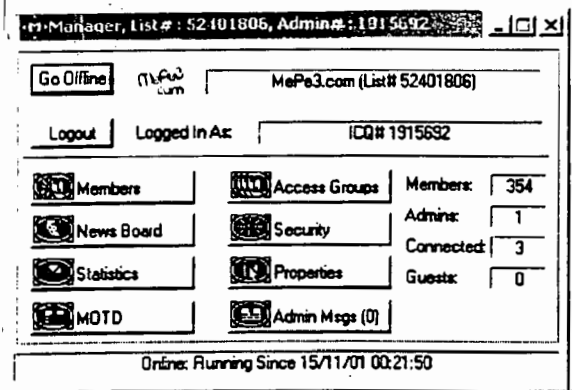 Manager, List# : 52401806, Admin# : 1915692
Go Offline MePe3.com (List# 52401806)
Logout Logged In As: ICQ# 1915692
Members Access Groups Members: 354
News Board Security Admins: 1
Connected: 3
Statistics Properties Guests: 0
MOTD Admin Msgs (0)
Online: Running Since 15/11/01 00:21:50